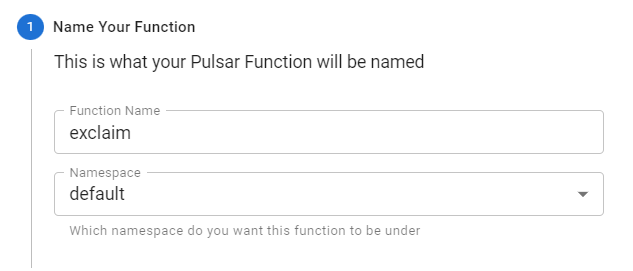 1 Name Your Function
This is what your Pulsar Function will be named
Function Name
exclaim
Namespace
default
Which namespace do you want this function to be under